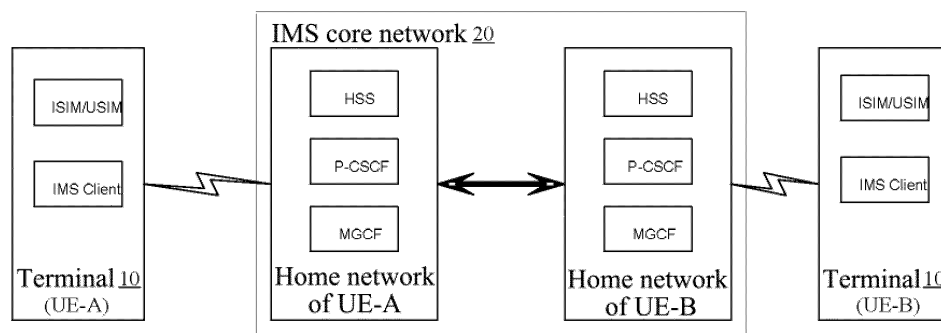 IMS core network 20
ISIM/USIM
IMS Client
Terminal 10
(UE-A)
HSS
P-CSCF
MGCF
Home network
of UE-A
HSS
P-CSCF
MGCF
Home network
of UE-B
ISIM/USIM
IMS Client
Terminal 10
(UE-B)